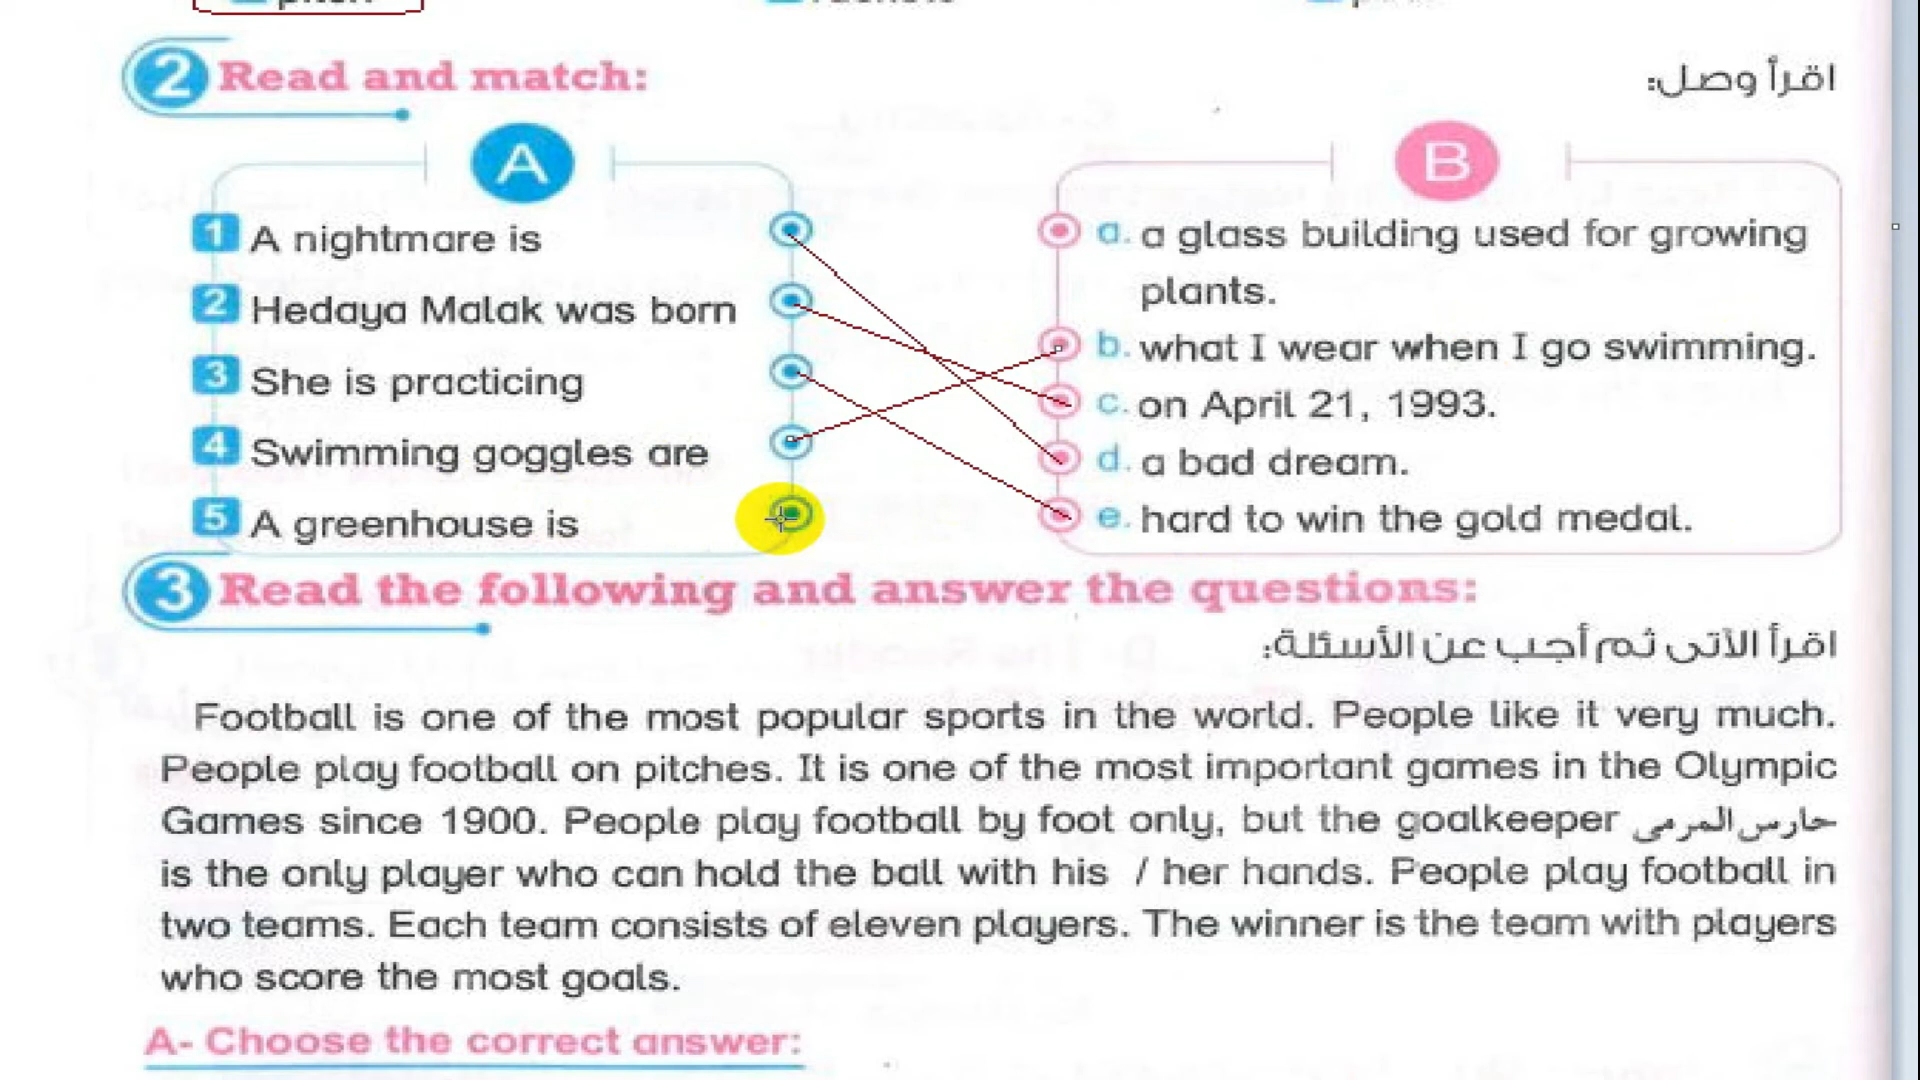 2 Read and match:
اقرأ وصل:
A
1 A nightmare is
2 Hedaya Malak was born
3 She is practicing
4 Swimming goggles are
5 A greenhouse is
B
a. a glass building used for growing
plants.
b. what I wear when I go swimming.
c. on April 21, 1993.
d. a bad dream.
e. hard to win the gold medal.
3 Read the following and answer the questions:
اقرأ الآتى ثم أجب عن الأسئلة:
Football is one of the most popular sports in the world. People like it very much.
People play football on pitches. It is one of the most important games in the Olympic
Games since 1900. People play football by foot only, but the goalkeeper حارس المرمى
is the only player who can hold the ball with his / her hands. People play football in
two teams. Each team consists of eleven players. The winner is the team with players
who score the most goals.
A- Choose the correct answer: